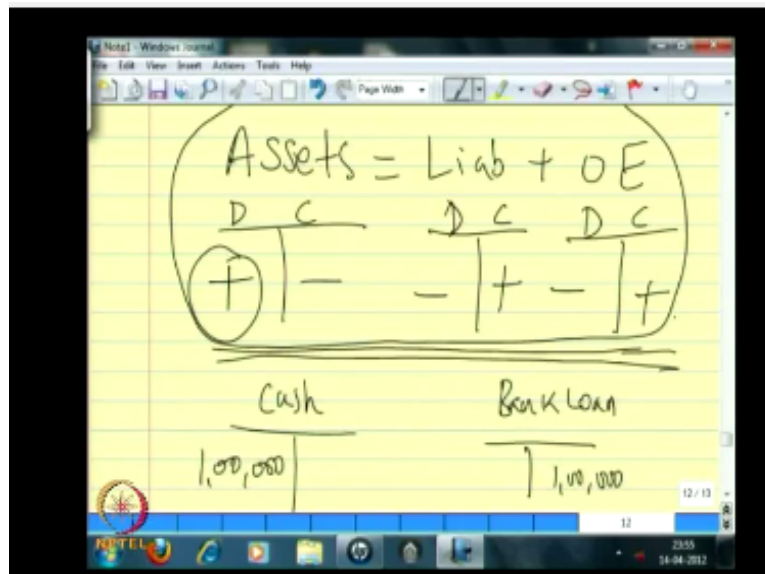 Note1 - Windows Journal
File Edit View Insert Actions Tools Help
Page Width
Assets = Liab + OE
D C D C D C
+ - - + - +
Cash Bank Loan
1,00,000 1,00,000
12 / 13
12
NPTEL
23:55
14-04-2012